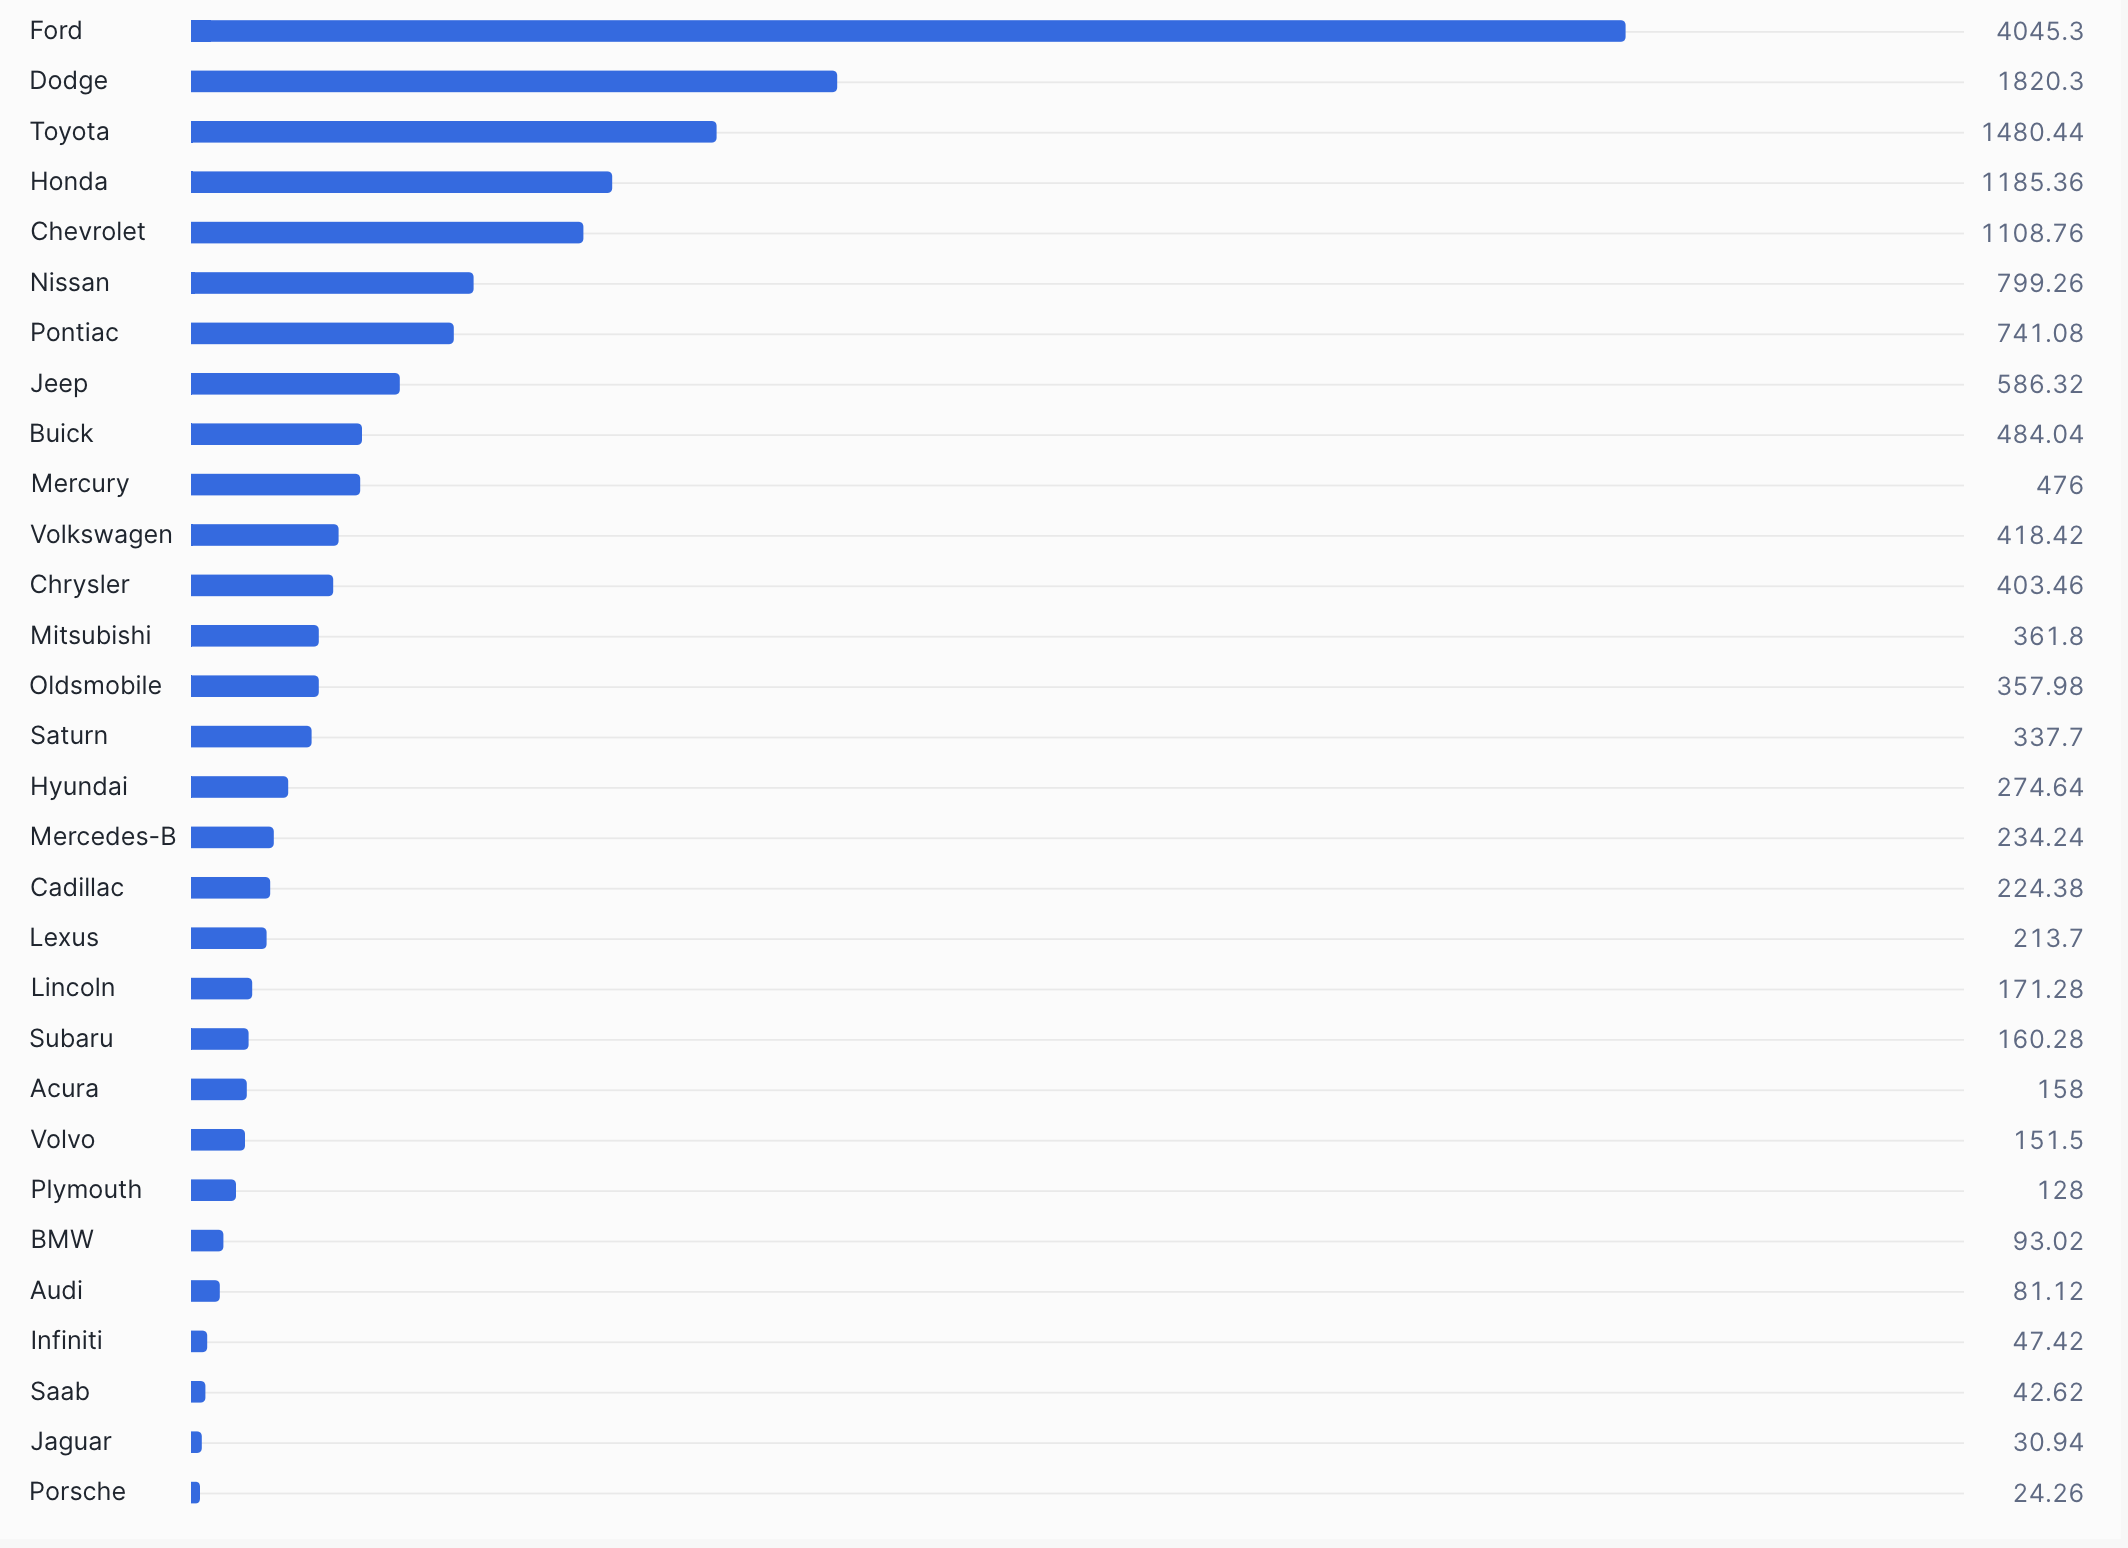 Ford 4045.3
Dodge 1820.3
Toyota 1480.44
Honda 1185.36
Chevrolet 1108.76
Nissan 799.26
Pontiac 741.08
Jeep 586.32
Buick 484.04
Mercury 476
Volkswagen 418.42
Chrysler 403.46
Mitsubishi 361.8
Oldsmobile 357.98
Saturn 337.7
Hyundai 274.64
Mercedes-B 234.24
Cadillac 224.38
Lexus 213.7
Lincoln 171.28
Subaru 160.28
Acura 158
Volvo 151.5
Plymouth 128
BMW 93.02
Audi 81.12
Infiniti 47.42
Saab 42.62
Jaguar 30.94
Porsche 24.26